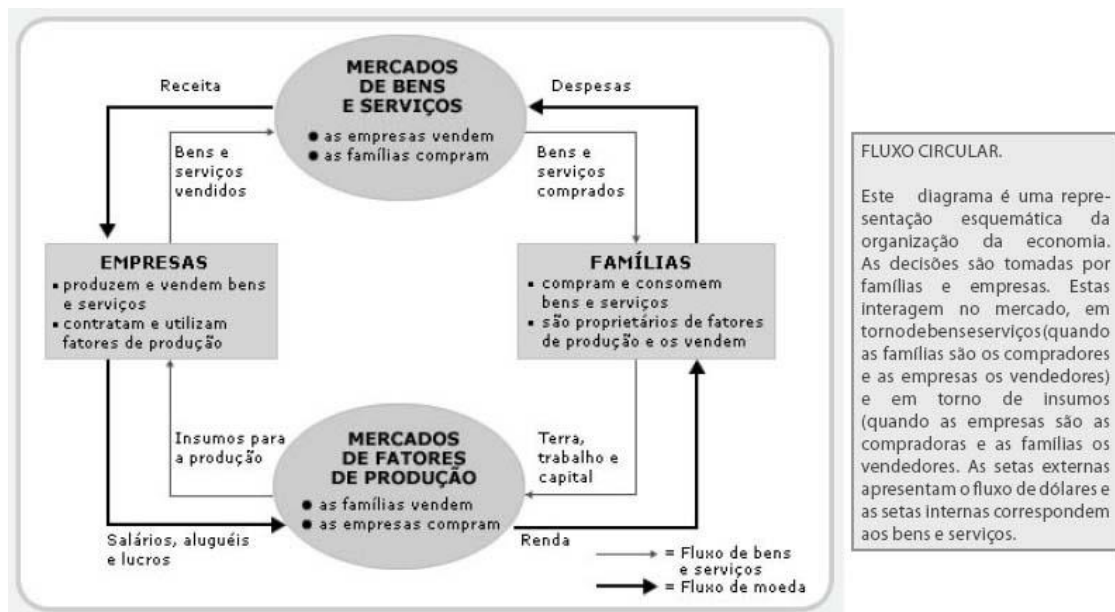 MERCADOS
DE BENS
E SERVIÇOS
● as empresas vendem
● as famílias compram
Receita
Despesas
Bens e
serviços
vendidos
Bens e
serviços
comprados
EMPRESAS
▪ produzem e vendem bens
e serviços
▪ contratam e utilizam
fatores de produção
FAMÍLIAS
▪ compram e consomem
bens e serviços
▪ são proprietários de fatores
de produção e os vendem
Insumos para
a produção
MERCADOS
DE FATORES
DE PRODUÇÃO
● as famílias vendem
● as empresas compram
Terra,
trabalho e
capital
Salários, aluguéis
e lucros
Renda
= Fluxo de bens
e serviços
= Fluxo de moeda
FLUXO CIRCULAR.
Este diagrama é uma repre-
sentação esquemática da
organização da economia.
As decisões são tomadas por
famílias e empresas. Estas
interagem no mercado, em
tornodebenseserviços(quando
as famílias são os compradores
e as empresas os vendedores)
e em torno de insumos
(quando as empresas são as
compradoras e as famílias os
vendedores. As setas externas
apresentam o fluxo de dólares e
as setas internas correspondem
aos bens e serviços.